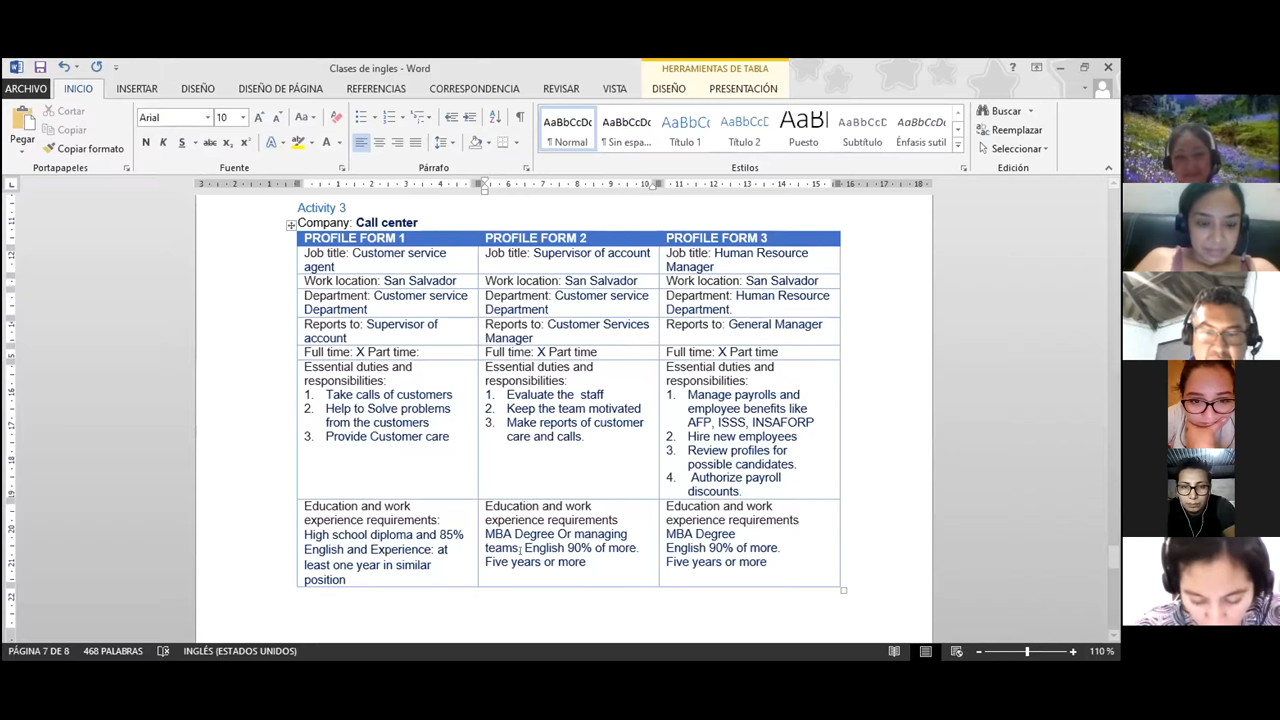 Clases de ingles - Word
HERRAMIENTAS DE TABLA
ARCHIVO
INICIO
INSERTAR
DISEÑO
DISEÑO DE PÁGINA
REFERENCIAS
CORRESPONDENCIA
REVISAR
VISTA
DISEÑO
PRESENTACIÓN
Pegar
Cortar
Copiar
Copiar formato
Portapapeles
Arial
10
Fuente
Párrafo
AaBbCcDc
¶ Normal
AaBbCcDc
¶ Sin espa...
AaBbCc
Título 1
AaBbCcC
Título 2
AaBl
Puesto
AaBbCcC
Subtítulo
AaBbCcDc
Énfasis sutil
Estilos
Buscar
Reemplazar
Seleccionar
Edición
Activity 3
Company: Call center
PROFILE FORM 1
Job title: Customer service
agent
Work location: San Salvador
Department: Customer service
Department
Reports to: Supervisor of
account
Full time: X Part time:
Essential duties and
responsibilities:
1. Take calls of customers
2. Help to Solve problems
from the customers
3. Provide Customer care
Education and work
experience requirements:
High school diploma and 85%
English and Experience: at
least one year in similar
position
PROFILE FORM 2
Job title: Supervisor of account
Work location: San Salvador
Department: Customer service
Department
Reports to: Customer Services
Manager
Full time: X Part time
Essential duties and
responsibilities:
1. Evaluate the staff
2. Keep the team motivated
3. Make reports of customer
care and calls.
Education and work
experience requirements
MBA Degree Or managing
teams. English 90% of more.
Five years or more
PROFILE FORM 3
Job title: Human Resource
Manager
Work location: San Salvador
Department: Human Resource
Department.
Reports to: General Manager
Full time: X Part time
Essential duties and
responsibilities:
1. Manage payrolls and
employee benefits like
AFP, ISSS, INSAFORP
2. Hire new employees
3. Review profiles for
possible candidates.
4. Authorize payroll
discounts.
Education and work
experience requirements
MBA Degree
English 90% of more.
Five years or more
PÁGINA 7 DE 8
468 PALABRAS
INGLÉS (ESTADOS UNIDOS)
110 %